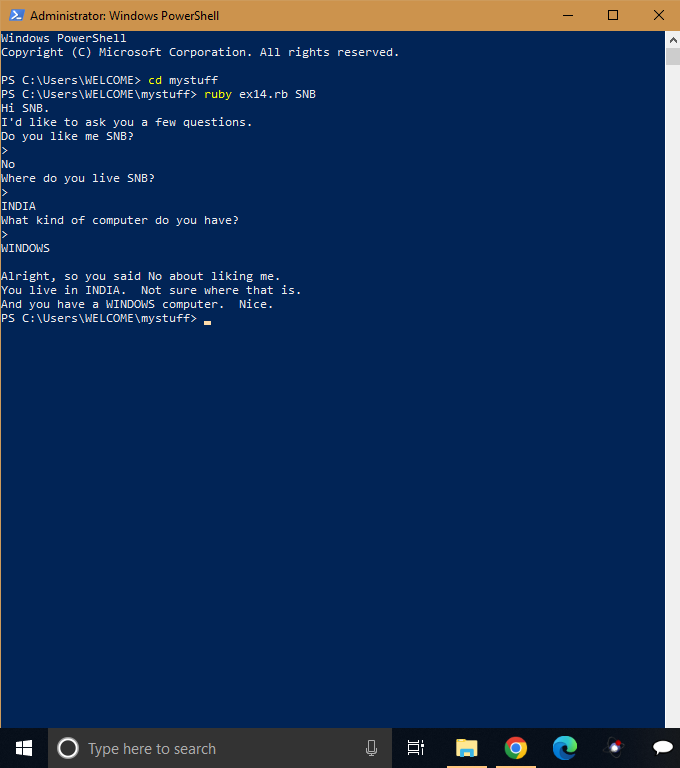 Administrator: Windows PowerShell
Windows PowerShell
Copyright (C) Microsoft Corporation. All rights reserved.
PS C:\Users\WELCOME> cd mystuff
PS C:\Users\WELCOME\mystuff> ruby ex14.rb SNB
Hi SNB.
I'd like to ask you a few questions.
Do you like me SNB?
>
No
Where do you live SNB?
>
INDIA
What kind of computer do you have?
>
WINDOWS
Alright, so you said No about liking me.
You live in INDIA.  Not sure where that is.
And you have a WINDOWS computer.  Nice.
PS C:\Users\WELCOME\mystuff>
Type here to search